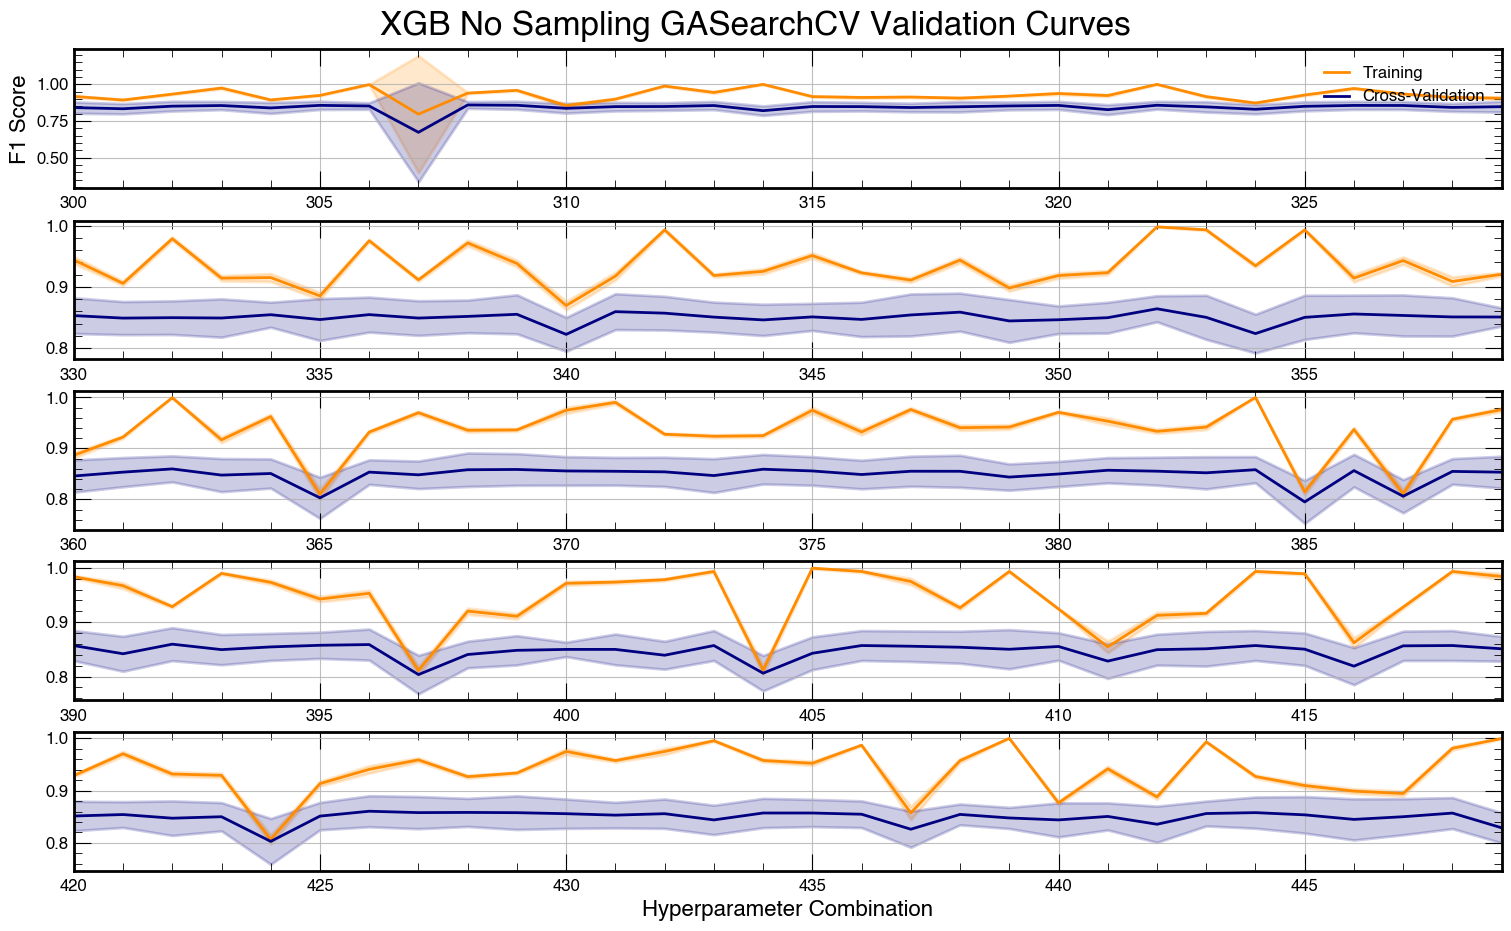 XGB No Sampling GASearchCV Validation Curves
F1 Score
1.00
0.75
0.50
Training
Cross-Validation
300 305 310 315 320 325
1.0
0.9
0.8
330 335 340 345 350 355
1.0
0.9
0.8
360 365 370 375 380 385
1.0
0.9
0.8
390 395 400 405 410 415
1.0
0.9
0.8
420 425 430 435 440 445
Hyperparameter Combination